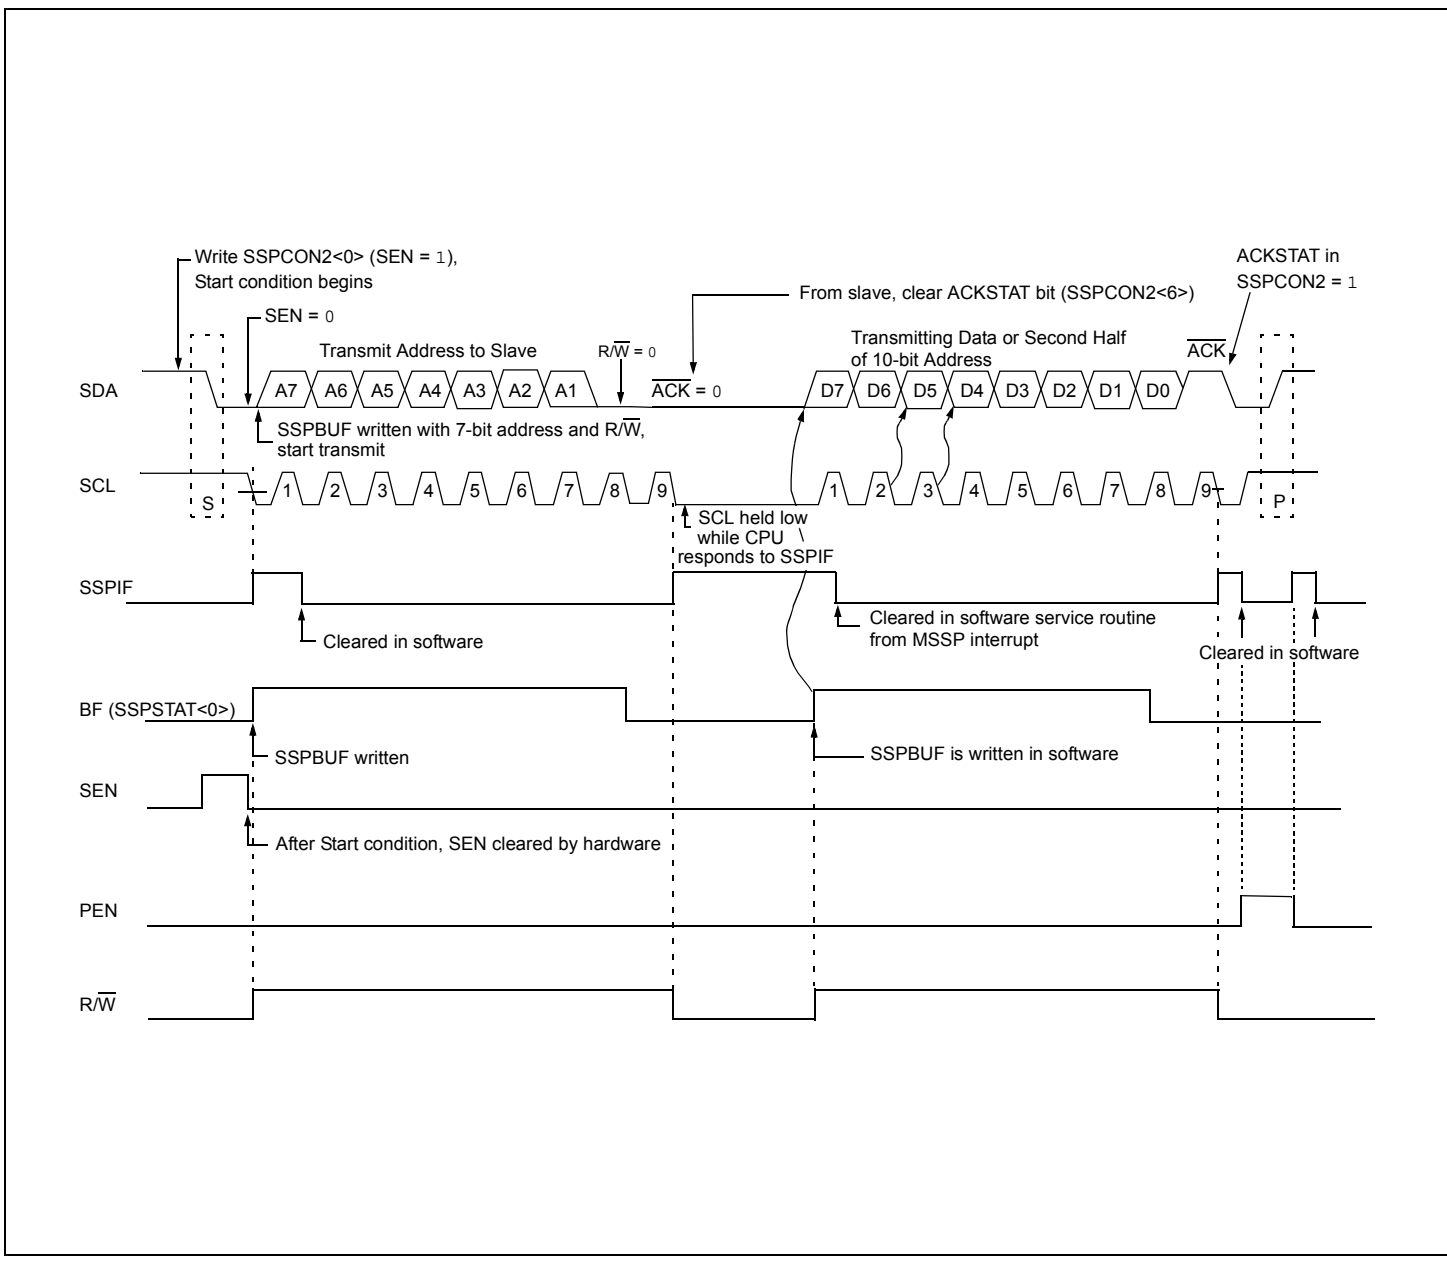 Write SSPCON2<0> (SEN = 1),
Start condition begins
ACKSTAT in
SSPCON2 = 1
From slave, clear ACKSTAT bit (SSPCON2<6>)
SEN = 0
Transmit Address to Slave
R/W̅ = 0
Transmitting Data or Second Half
of 10-bit Address
A̅C̅K̅
SDA
A7 A6 A5 A4 A3 A2 A1
A̅C̅K̅ = 0
D7 D6 D5 D4 D3 D2 D1 D0
SSPBUF written with 7-bit address and R/W̅,
start transmit
SCL
S
1 2 3 4 5 6 7 8 9
1 2 3 4 5 6 7 8 9
P
SCL held low
while CPU
responds to SSPIF
SSPIF
Cleared in software
Cleared in software service routine
from MSSP interrupt
Cleared in software
BF (SSPSTAT<0>)
SSPBUF written
SSPBUF is written in software
SEN
After Start condition, SEN cleared by hardware
PEN
R/W̅